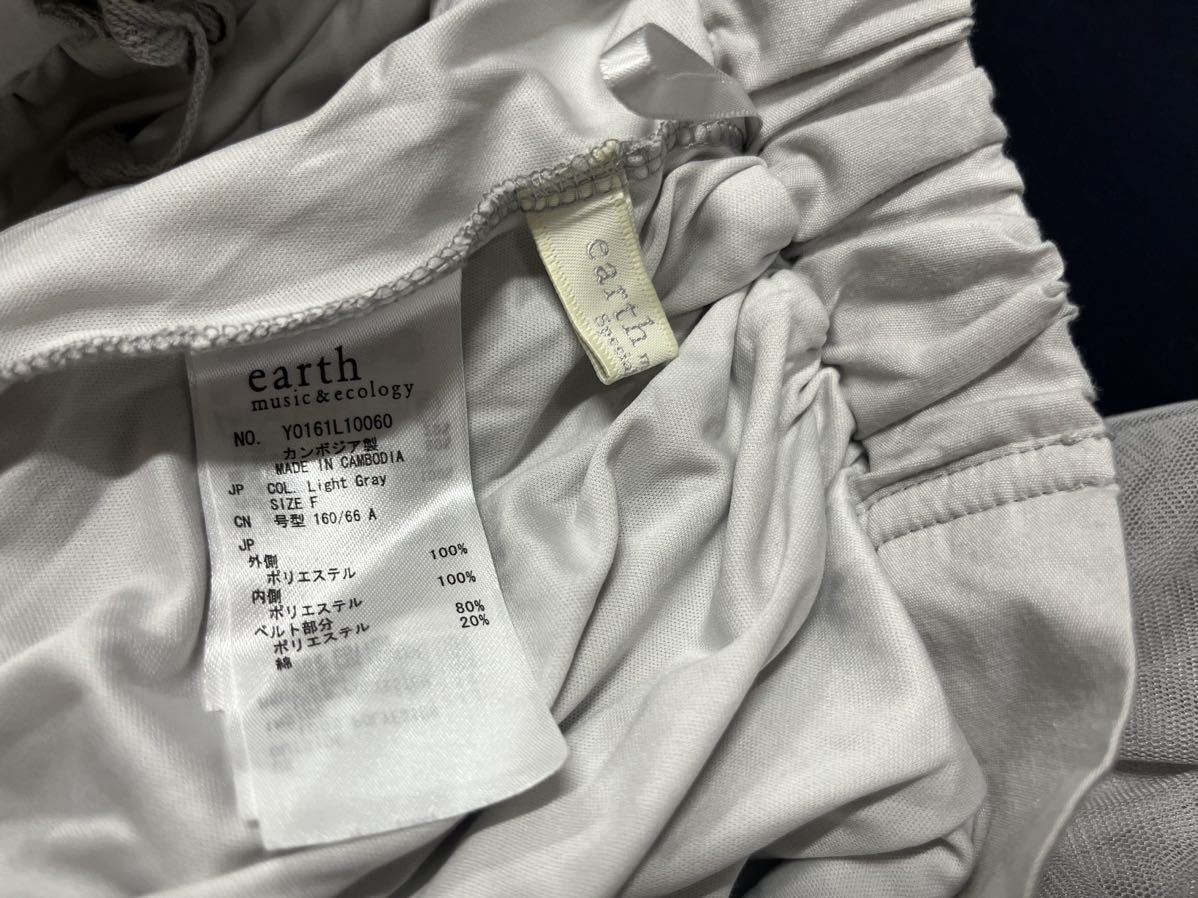 earth
music&ecology
NO. Y0161L10060
カンボジア製
MADE IN CAMBODIA
JP COL. Light Gray
SIZE F
CN 号型 160/66 A
JP
外側
ポリエステル 100%
内側
ポリエステル 100%
ベルト部分
ポリエステル 80%
綿 20%
earth